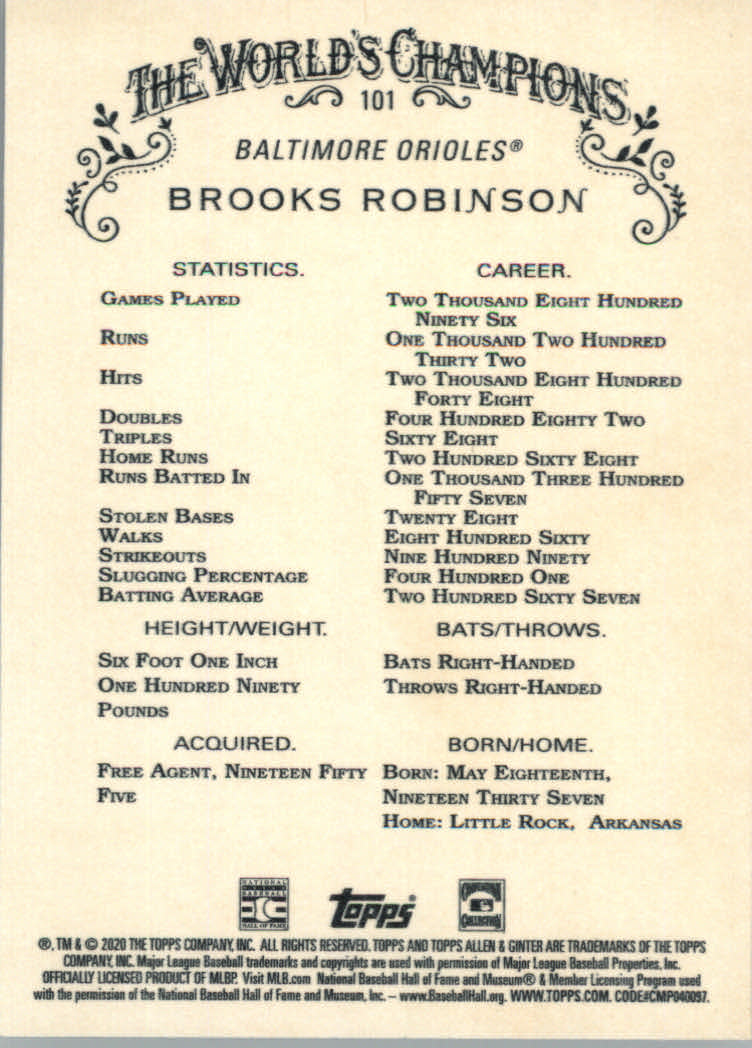 THE WORLD'S CHAMPIONS
101
BALTIMORE ORIOLES®
BROOKS ROBINSON
STATISTICS. CAREER.
GAMES PLAYED TWO THOUSAND EIGHT HUNDRED
NINETY SIX
RUNS ONE THOUSAND TWO HUNDRED
THIRTY TWO
HITS TWO THOUSAND EIGHT HUNDRED
FORTY EIGHT
DOUBLES FOUR HUNDRED EIGHTY TWO
TRIPLES SIXTY EIGHT
HOME RUNS TWO HUNDRED SIXTY EIGHT
RUNS BATTED IN ONE THOUSAND THREE HUNDRED
FIFTY SEVEN
STOLEN BASES TWENTY EIGHT
WALKS EIGHT HUNDRED SIXTY
STRIKEOUTS NINE HUNDRED NINETY
SLUGGING PERCENTAGE FOUR HUNDRED ONE
BATTING AVERAGE TWO HUNDRED SIXTY SEVEN
HEIGHT/WEIGHT. BATS/THROWS.
SIX FOOT ONE INCH BATS RIGHT-HANDED
ONE HUNDRED NINETY THROWS RIGHT-HANDED
POUNDS
ACQUIRED. BORN/HOME.
FREE AGENT, NINETEEN FIFTY BORN: MAY EIGHTEENTH,
FIVE NINETEEN THIRTY SEVEN
HOME: LITTLE ROCK, ARKANSAS
NATIONAL
BASEBALL
HALL OF FAME
Topps
COOPERSTOWN
COLLECTION
®, TM & © 2020 THE TOPPS COMPANY, INC. ALL RIGHTS RESERVED. TOPPS AND TOPPS ALLEN & GINTER ARE TRADEMARKS OF THE TOPPS
COMPANY, INC. Major League Baseball trademarks and copyrights are used with permission of Major League Baseball Properties, Inc.
OFFICIALLY LICENSED PRODUCT OF MLBP. Visit MLB.com National Baseball Hall of Fame and Museum® & Member Licensing Program used
with the permission of the National Baseball Hall of Fame and Museum, Inc. – www.BaseballHall.org. WWW.TOPPS.COM. CODE#CMP040097.